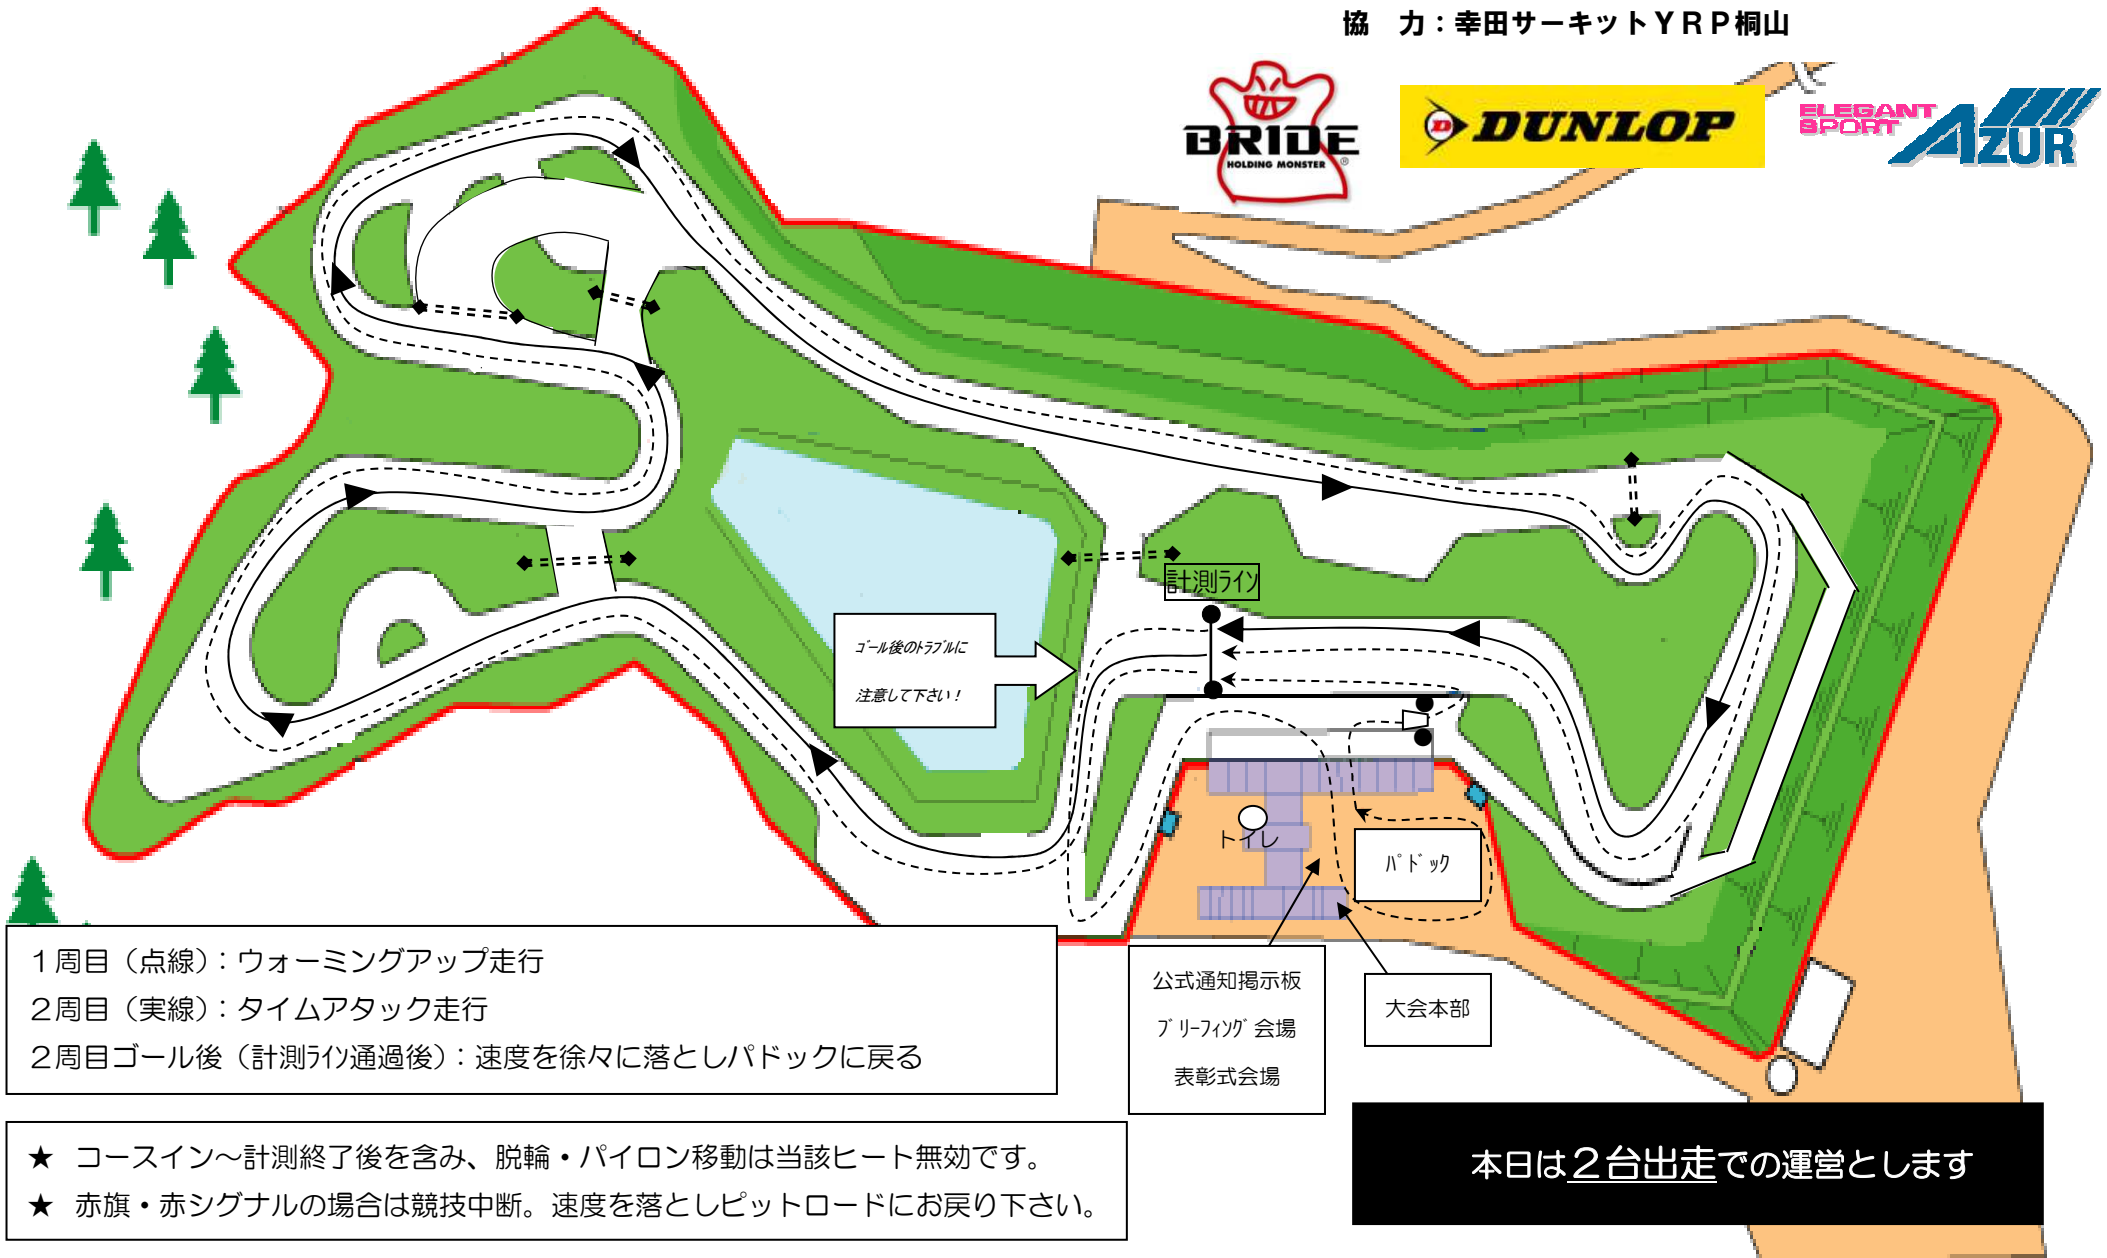 協　力：幸田サーキットＹＲＰ桐山
BRIDE
HOLDING MONSTER
®
D DUNLOP
ELEGANT
SPORT
AZUR
計測ﾗｲﾝ
ｺﾞｰﾙ後のﾄﾗﾌﾞﾙに
注意して下さい！
トイレ
ﾊﾟﾄﾞｯｸ
１周目（点線）：ウォーミングアップ走行
２周目（実線）：タイムアタック走行
２周目ゴール後（計測ﾗｲﾝ通過後）：速度を徐々に落としパドックに戻る
公式通知掲示板
ﾌﾞﾘｰﾌｨﾝｸﾞ会場
表彰式会場
大会本部
★　コースイン～計測終了後を含み、脱輪・パイロン移動は当該ヒート無効です。
★　赤旗・赤シグナルの場合は競技中断。速度を落としピットロードにお戻り下さい。
本日は２台出走での運営とします